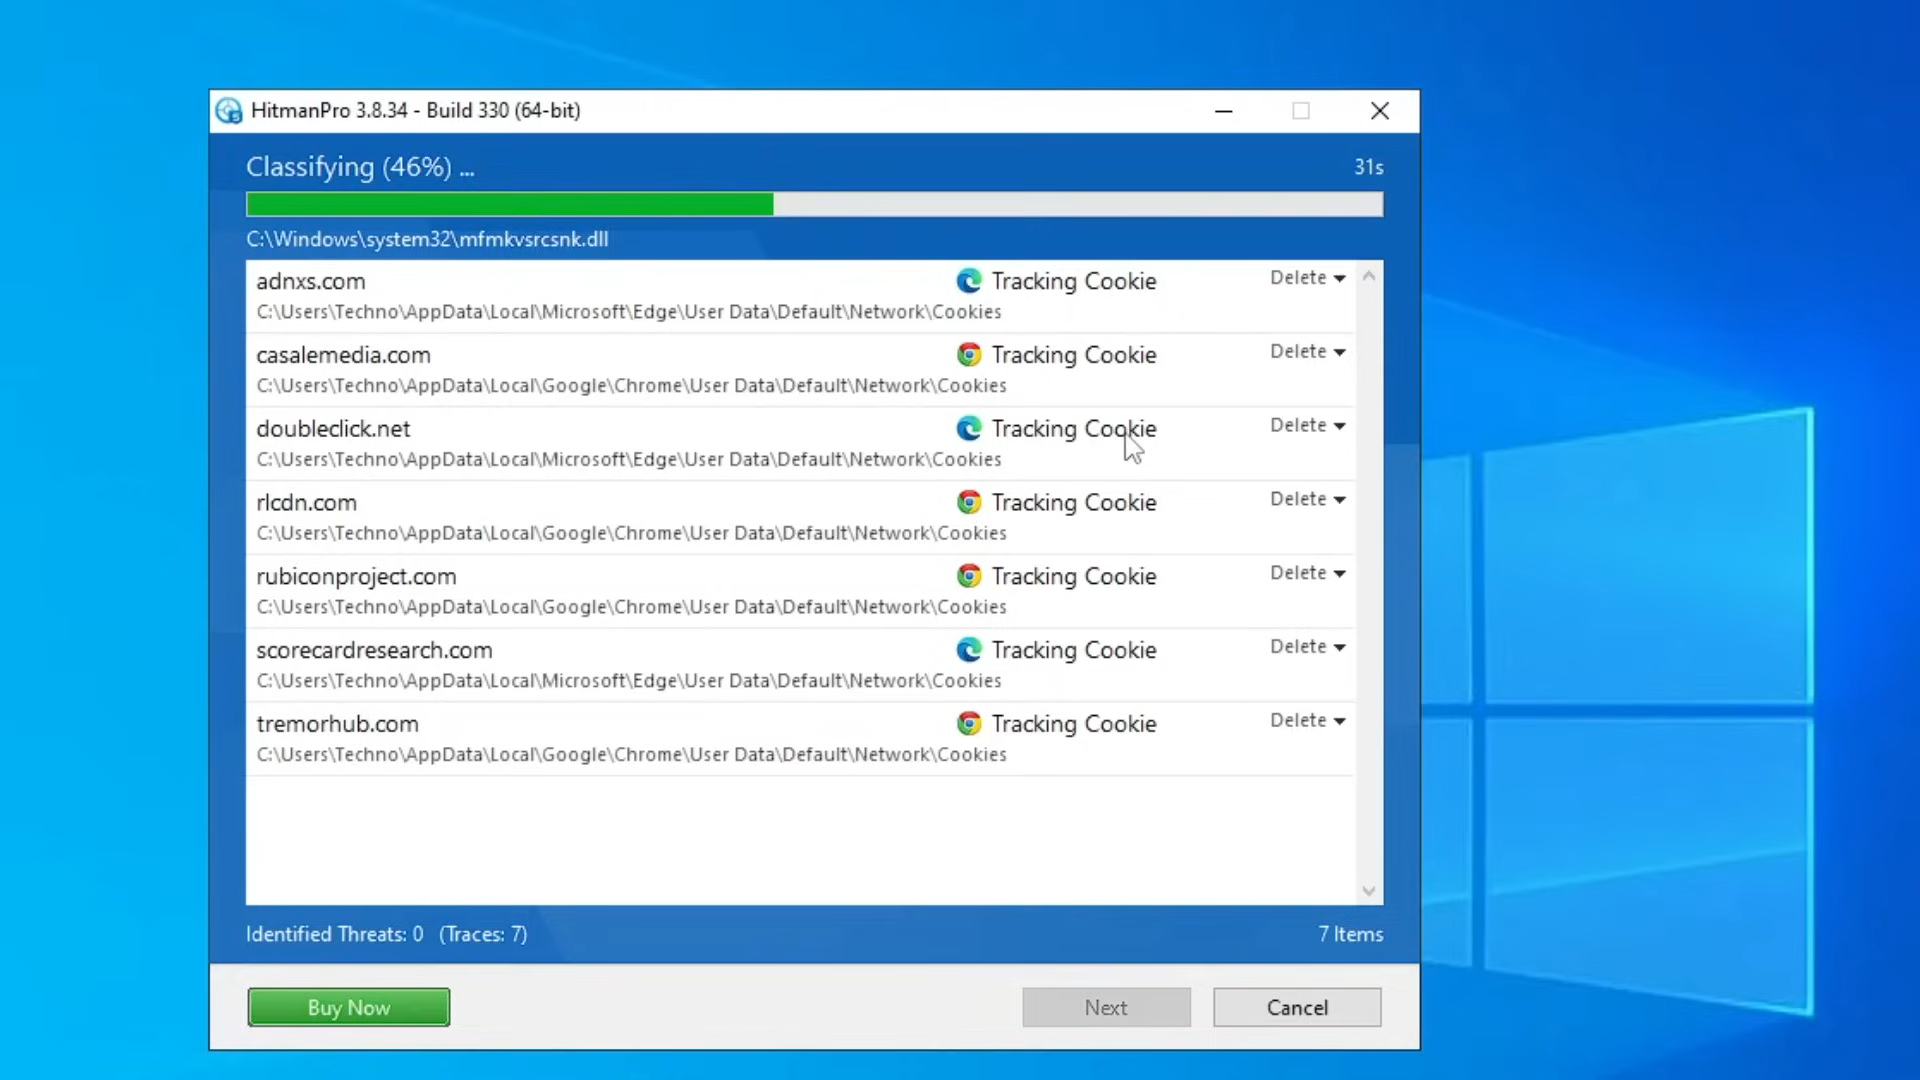 HitmanPro 3.8.34 - Build 330 (64-bit)
Classifying (46%) ... 31s
C:\Windows\system32\mfmkvsrcsnk.dll
adnxs.com Tracking Cookie Delete
C:\Users\Techno\AppData\Local\Microsoft\Edge\User Data\Default\Network\Cookies
casalemedia.com Tracking Cookie Delete
C:\Users\Techno\AppData\Local\Google\Chrome\User Data\Default\Network\Cookies
doubleclick.net Tracking Cookie Delete
C:\Users\Techno\AppData\Local\Microsoft\Edge\User Data\Default\Network\Cookies
rlcdn.com Tracking Cookie Delete
C:\Users\Techno\AppData\Local\Google\Chrome\User Data\Default\Network\Cookies
rubiconproject.com Tracking Cookie Delete
C:\Users\Techno\AppData\Local\Google\Chrome\User Data\Default\Network\Cookies
scorecardresearch.com Tracking Cookie Delete
C:\Users\Techno\AppData\Local\Microsoft\Edge\User Data\Default\Network\Cookies
tremorhub.com Tracking Cookie Delete
C:\Users\Techno\AppData\Local\Google\Chrome\User Data\Default\Network\Cookies
Identified Threats: 0 (Traces: 7) 7 Items
Buy Now Next Cancel